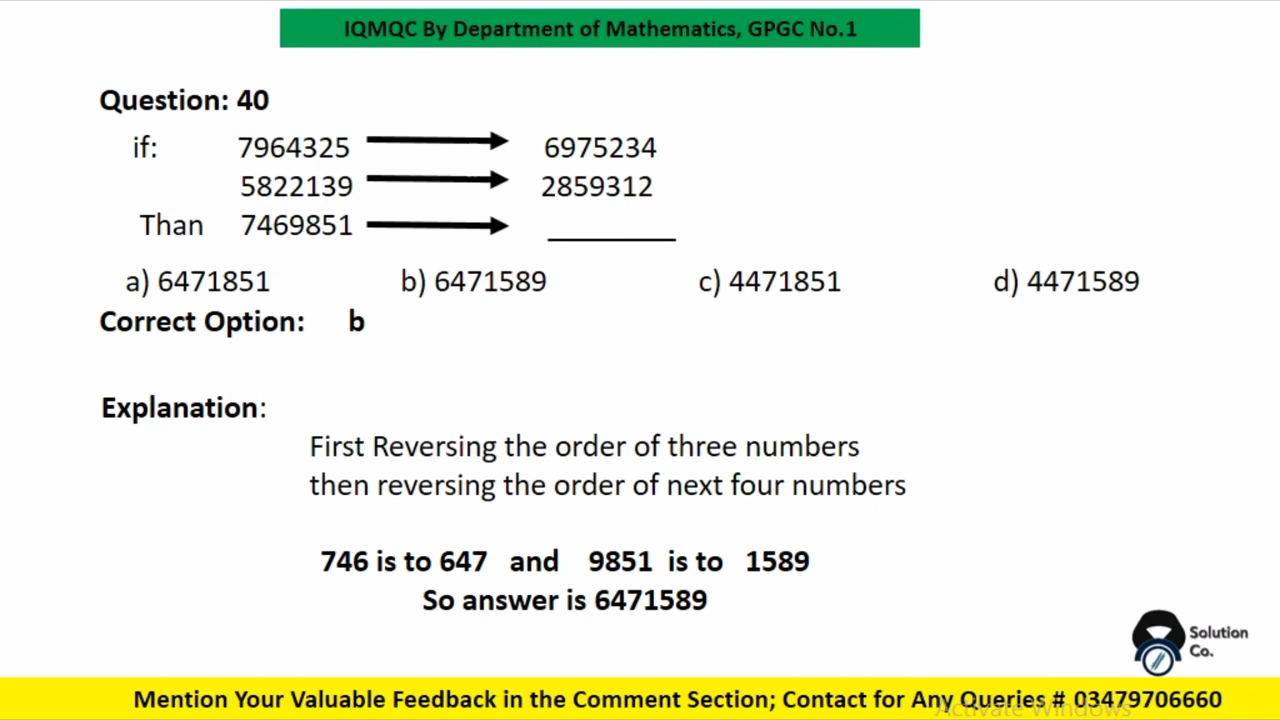 IQMQC By Department of Mathematics, GPGC No.1
Question: 40
if: 7964325 6975234
5822139 2859312
Than 7469851 ________
a) 6471851 b) 6471589 c) 4471851 d) 4471589
Correct Option: b
Explanation:
First Reversing the order of three numbers
then reversing the order of next four numbers
746 is to 647 and 9851 is to 1589
So answer is 6471589
Solution
Co.
Mention Your Valuable Feedback in the Comment Section; Contact for Any Queries # 03479706660
Activate Windows